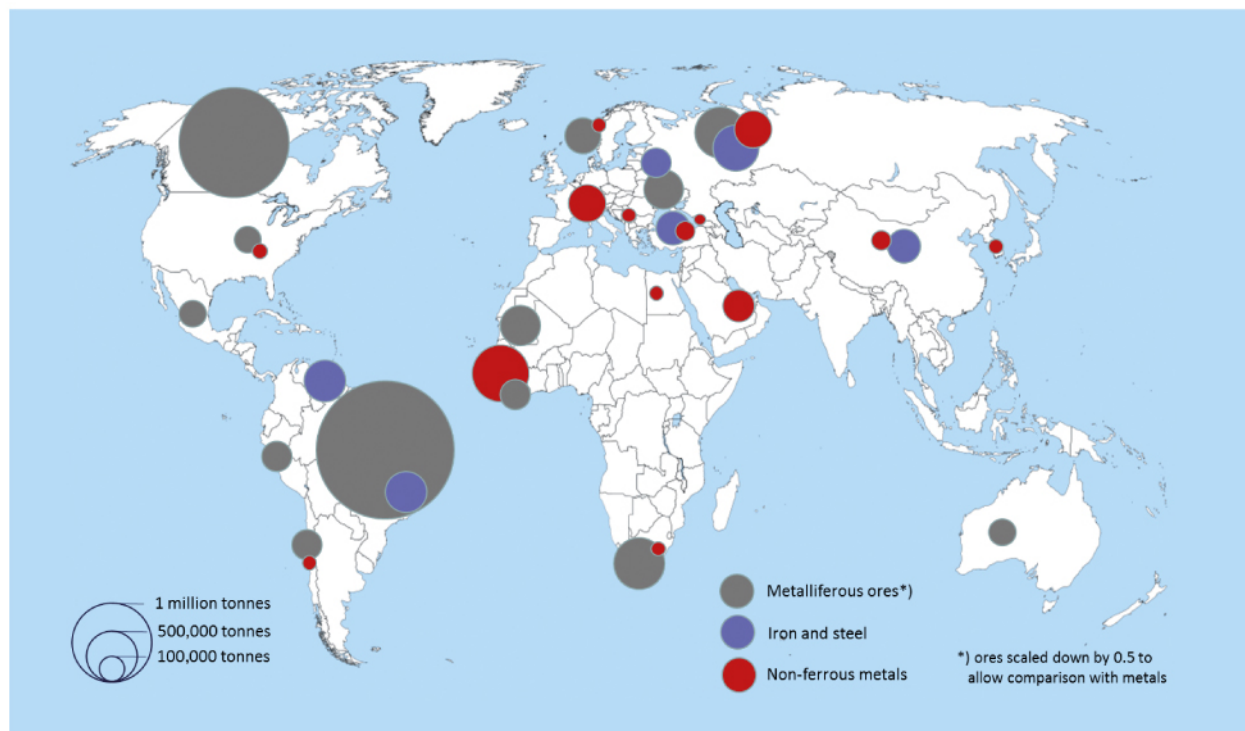 1 million tonnes
500,000 tonnes
100,000 tonnes
Metalliferous ores*)
Iron and steel
Non-ferrous metals
*) ores scaled down by 0.5 to
allow comparison with metals